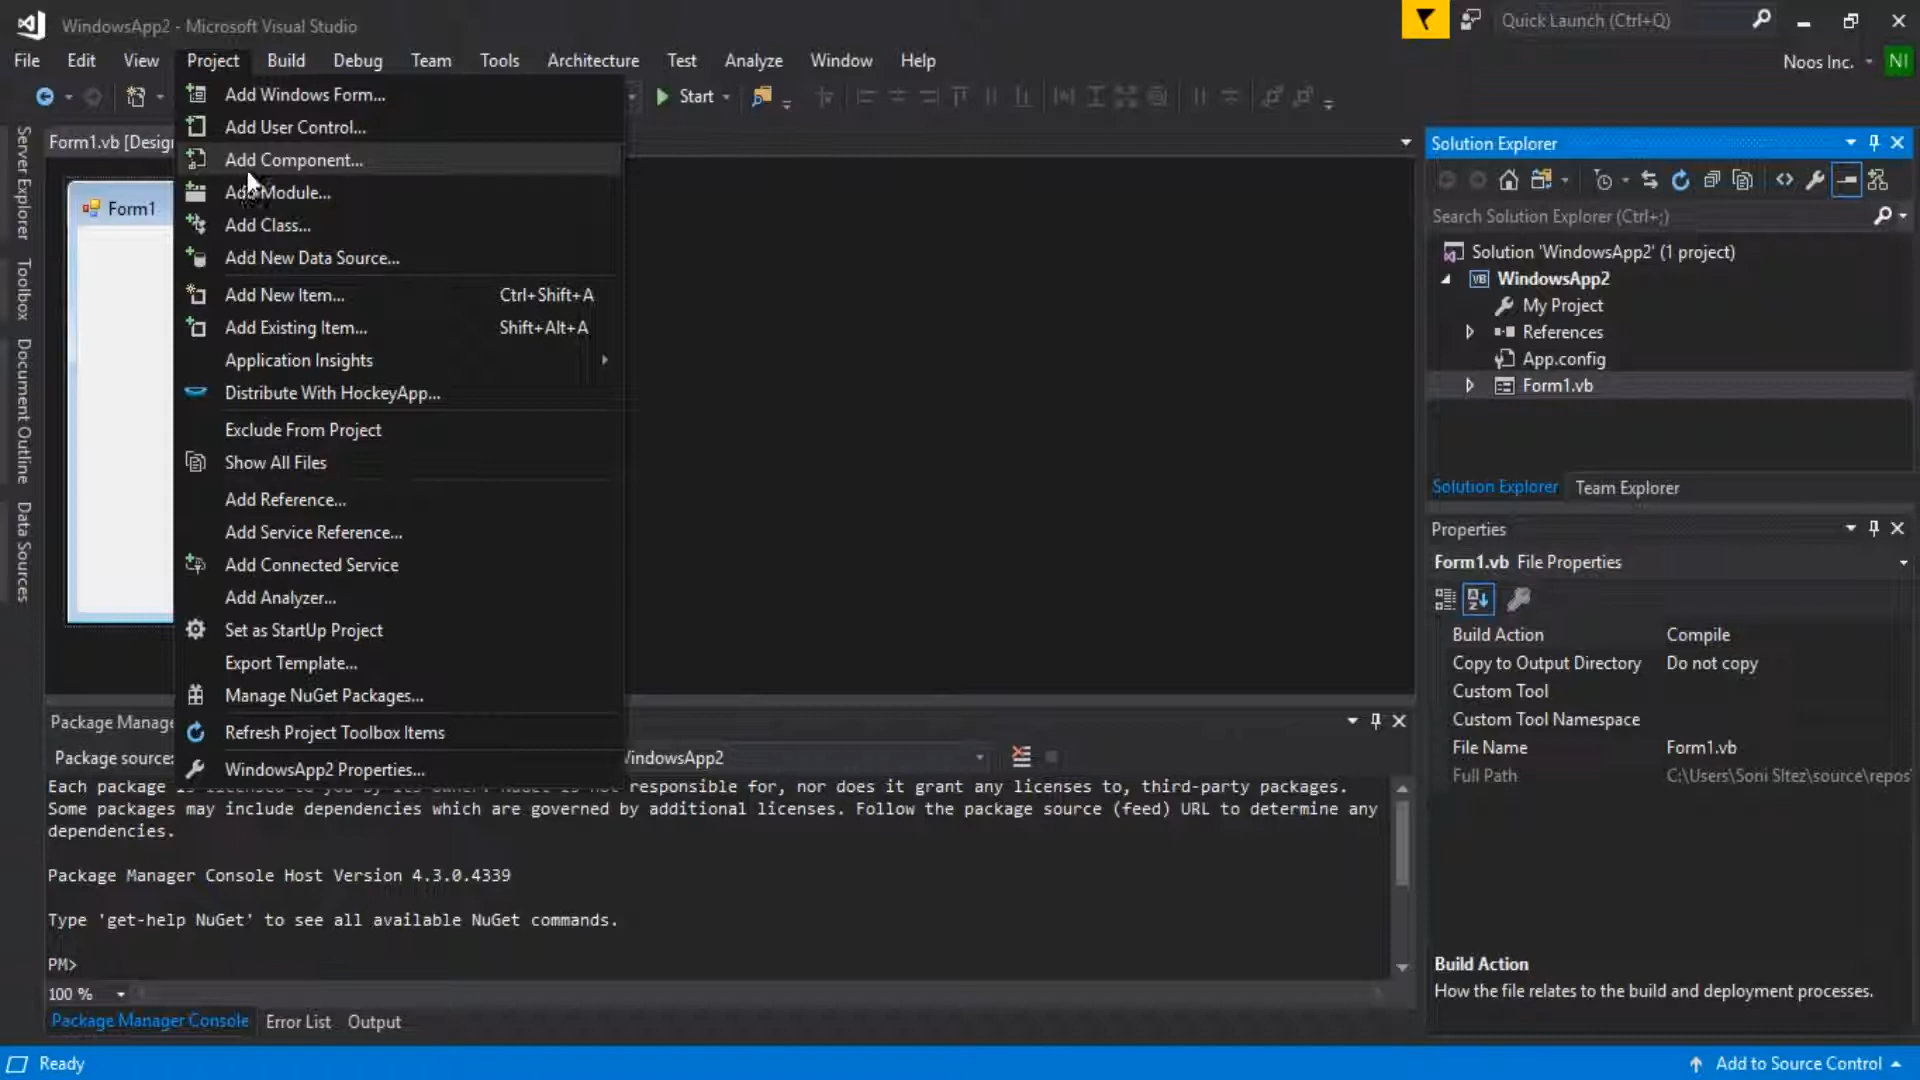 WindowsApp2 - Microsoft Visual Studio
Quick Launch (Ctrl+Q)
File Edit View Project Build Debug Team Tools Architecture Test Analyze Window Help
Noos Inc. NI
Start
Server Explorer
Toolbox
Document Outline
Data Sources
Form1.vb [Desig
Form1
Add Windows Form...
Add User Control...
Add Component...
Add Module...
Add Class...
Add New Data Source...
Add New Item... Ctrl+Shift+A
Add Existing Item... Shift+Alt+A
Application Insights
Distribute With HockeyApp...
Exclude From Project
Show All Files
Add Reference...
Add Service Reference...
Add Connected Service
Add Analyzer...
Set as StartUp Project
Export Template...
Manage NuGet Packages...
Refresh Project Toolbox Items
WindowsApp2 Properties...
Package Manage
Package source: WindowsApp2
Each package is licensed to you by its owner. NuGet is not responsible for, nor does it grant any licenses to, third-party packages.
Some packages may include dependencies which are governed by additional licenses. Follow the package source (feed) URL to determine any
dependencies.
Package Manager Console Host Version 4.3.0.4339
Type 'get-help NuGet' to see all available NuGet commands.
PM>
100 %
Package Manager Console Error List Output
Solution Explorer
Search Solution Explorer (Ctrl+;)
Solution 'WindowsApp2' (1 project)
VB WindowsApp2
My Project
References
App.config
Form1.vb
Solution Explorer Team Explorer
Properties
Form1.vb File Properties
Build Action Compile
Copy to Output Directory Do not copy
Custom Tool
Custom Tool Namespace
File Name Form1.vb
Full Path C:\Users\Soni Sltez\source\repos\
Build Action
How the file relates to the build and deployment processes.
Ready
Add to Source Control